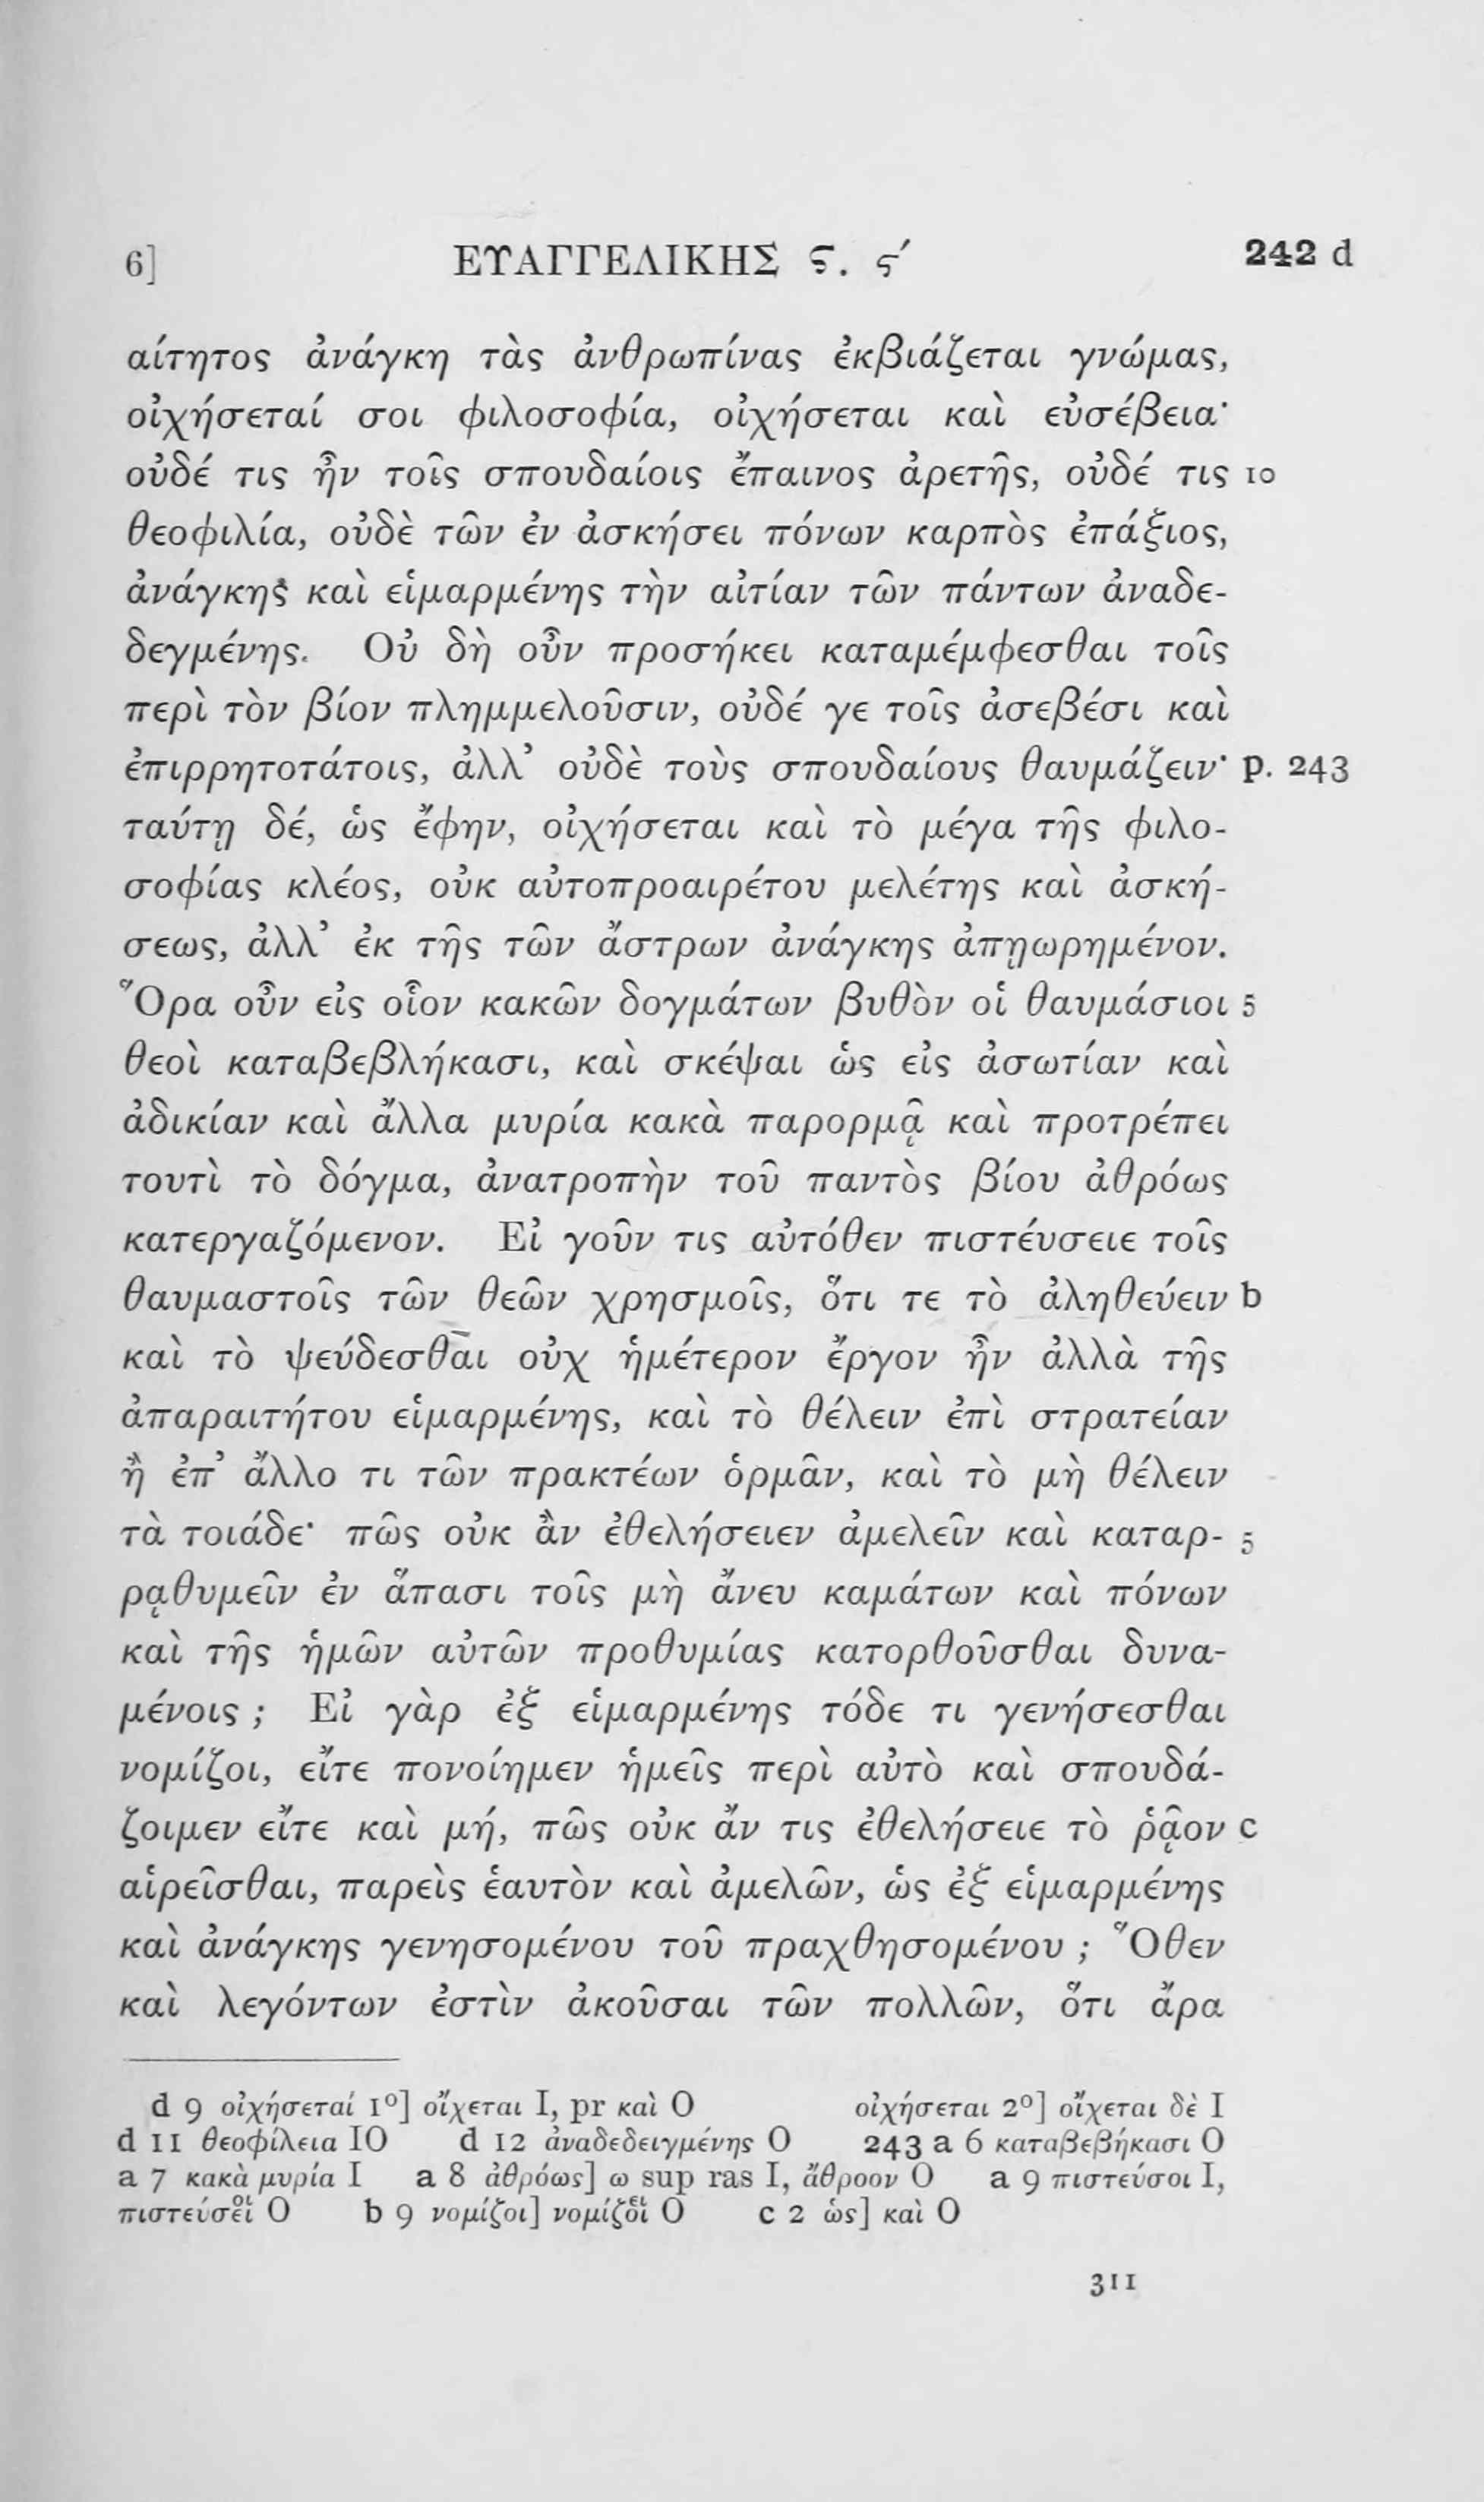 6] ΕΥΑΓΓΕΛΙΚΗΣ ϛ. ϛ′ 242 d
αίτητος ἀνάγκη τὰς ἀνθρωπίνας ἐκβιάζεται γνώμας,
οἰχήσεταί σοι φιλοσοφία, οἰχήσεται καὶ εὐσέβεια·
οὐδέ τις ἦν τοῖς σπουδαίοις ἔπαινος ἀρετῆς, οὐδέ τις 10
θεοφιλία, οὐδὲ τῶν ἐν ἀσκήσει πόνων καρπὸς ἐπάξιος,
ἀνάγκης καὶ εἱμαρμένης τὴν αἰτίαν τῶν πάντων ἀναδε-
δεγμένης. Οὐ δὴ οὖν προσήκει καταμέμφεσθαι τοῖς
περὶ τὸν βίον πλημμελοῦσιν, οὐδέ γε τοῖς ἀσεβέσι καὶ
ἐπιρρητοτάτοις, ἀλλ’ οὐδὲ τοὺς σπουδαίους θαυμάζειν· p. 243
ταύτῃ δέ, ὡς ἔφην, οἰχήσεται καὶ τὸ μέγα τῆς φιλο-
σοφίας κλέος, οὐκ αὐτοπροαιρέτου μελέτης καὶ ἀσκή-
σεως, ἀλλ’ ἐκ τῆς τῶν ἄστρων ἀνάγκης ἀπῃωρημένον.
Ὅρα οὖν εἰς οἷον κακῶν δογμάτων βυθὸν οἱ θαυμάσιοι 5
θεοὶ καταβεβλήκασι, καὶ σκέψαι ὡς εἰς ἀσωτίαν καὶ
ἀδικίαν καὶ ἄλλα μυρία κακὰ παρορμᾷ καὶ προτρέπει
τουτὶ τὸ δόγμα, ἀνατροπὴν τοῦ παντὸς βίου ἀθρόως
κατεργαζόμενον. Εἰ γοῦν τις αὐτόθεν πιστεύσειε τοῖς
θαυμαστοῖς τῶν θεῶν χρησμοῖς, ὅτι τε τὸ ἀληθεύειν b
καὶ τὸ ψεύδεσθαι οὐχ ἡμέτερον ἔργον ἦν ἀλλὰ τῆς
ἀπαραιτήτου εἱμαρμένης, καὶ τὸ θέλειν ἐπὶ στρατείαν
ἢ ἐπ’ ἄλλο τι τῶν πρακτέων ὁρμᾶν, καὶ τὸ μὴ θέλειν
τὰ τοιάδε· πῶς οὐκ ἂν ἐθελήσειεν ἀμελεῖν καὶ καταρ- 5
ρᾳθυμεῖν ἐν ἅπασι τοῖς μὴ ἄνευ καμάτων καὶ πόνων
καὶ τῆς ἡμῶν αὐτῶν προθυμίας κατορθοῦσθαι δυνα-
μένοις ; Εἰ γὰρ ἐξ εἱμαρμένης τόδε τι γενήσεσθαι
νομίζοι, εἴτε πονοίημεν ἡμεῖς περὶ αὐτὸ καὶ σπουδά-
ζοιμεν εἴτε καὶ μή, πῶς οὐκ ἄν τις ἐθελήσειε τὸ ῥᾷον c
αἱρεῖσθαι, παρεὶς ἑαυτὸν καὶ ἀμελῶν, ὡς ἐξ εἱμαρμένης
καὶ ἀνάγκης γενησομένου τοῦ πραχθησομένου ; Ὅθεν
καὶ λεγόντων ἐστὶν ἀκοῦσαι τῶν πολλῶν, ὅτι ἄρα
d 9 οἰχήσεταί 1º] οἴχεται I, pr καὶ O οἰχήσεται 2º] οἴχεται δὲ I
d 11 θεοφίλεια IO d 12 ἀναδεδειγμένης O 243 a 6 καταβεβήκασι O
a 7 κακὰ μυρία I a 8 ἀθρόως] ω sup ras I, ἄθροον O a 9 πιστεύσοι I,
πιστεύσεῖ O b 9 νομίζοι] νομίζοῖ O c 2 ὡς] καὶ O
311